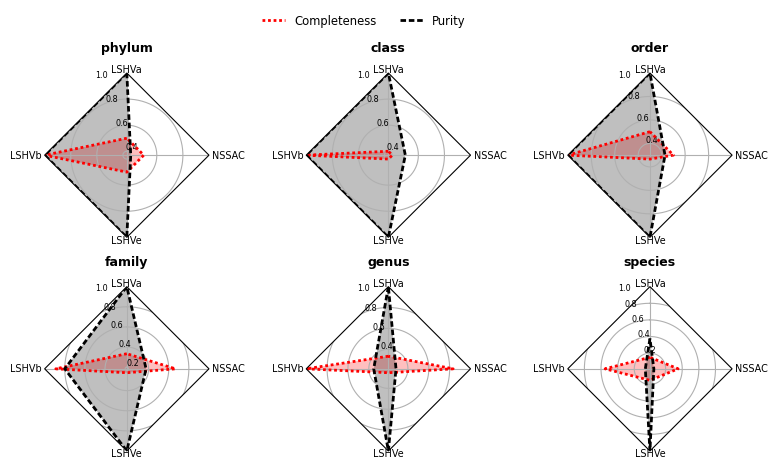 Completeness Purity
phylum class order
LSHVa LSHVa LSHVa
1.0 1.0 1.0
0.8 0.8 0.8
0.6 0.6 0.6
0.4 0.4 0.4
LSHVb NSSAC LSHVb NSSAC LSHVb NSSAC
LSHVe LSHVe LSHVe
family genus species
LSHVa LSHVa LSHVa
1.0 1.0 1.0
0.8 0.8 0.8
0.6 0.6 0.6
0.4 0.4 0.4
0.2 0.2
LSHVb NSSAC LSHVb NSSAC LSHVb NSSAC
LSHVe LSHVe LSHVe